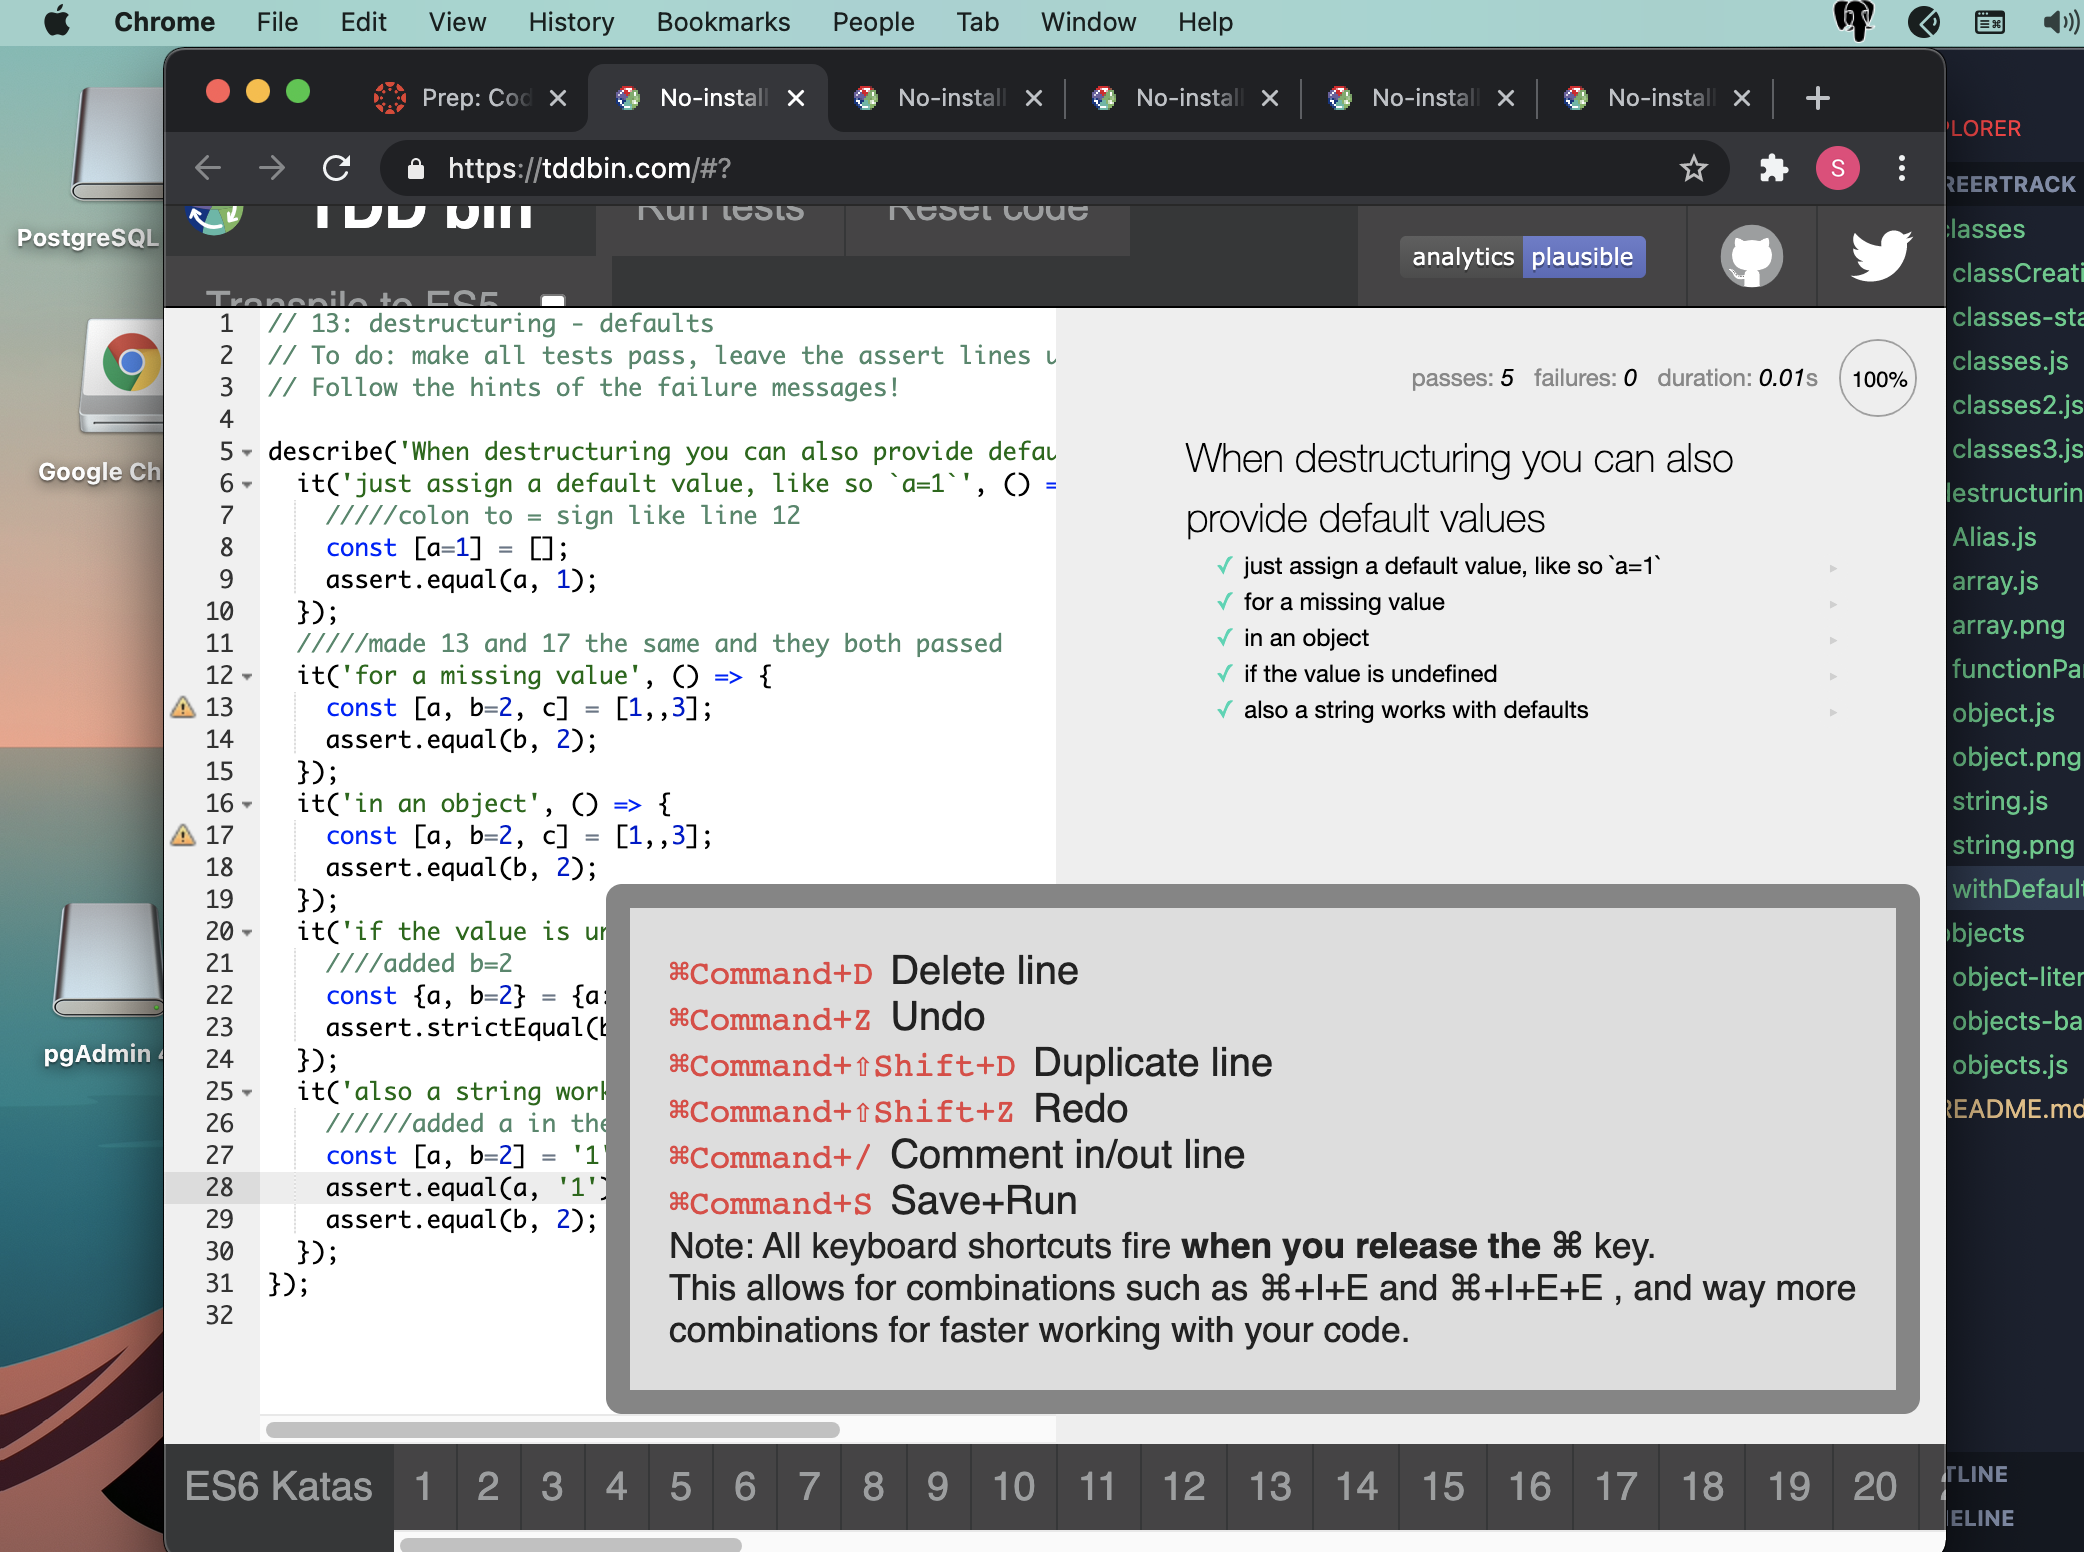 Chrome File Edit View History Bookmarks People Tab Window Help
Prep: Cod
No-instal
No-instal
No-instal
No-instal
No-instal
https://tddbin.com/#?
S
TDD bin
Run tests
Reset code
analytics plausible
Transpile to ES5
PostgreSQL
Google Ch
pgAdmin 4
1 // 13: destructuring - defaults
2 // To do: make all tests pass, leave the assert lines u
3 // Follow the hints of the failure messages!
4
5 describe('When destructuring you can also provide defau
6 it('just assign a default value, like so `a=1`', () =
7 /////colon to = sign like line 12
8 const [a=1] = [];
9 assert.equal(a, 1);
10 });
11 /////made 13 and 17 the same and they both passed
12 it('for a missing value', () => {
13 const [a, b=2, c] = [1,,3];
14 assert.equal(b, 2);
15 });
16 it('in an object', () => {
17 const [a, b=2, c] = [1,,3];
18 assert.equal(b, 2);
19 });
20 it('if the value is un
21 ////added b=2
22 const {a, b=2} = {a:
23 assert.strictEqual(b
24 });
25 it('also a string work
26 //////added a in the
27 const [a, b=2] = '1'
28 assert.equal(a, '1')
29 assert.equal(b, 2);
30 });
31 });
32
passes: 5 failures: 0 duration: 0.01s 100%
When destructuring you can also
provide default values
✓ just assign a default value, like so `a=1`
✓ for a missing value
✓ in an object
✓ if the value is undefined
✓ also a string works with defaults
⌘Command+D Delete line
⌘Command+Z Undo
⌘Command+⇧Shift+D Duplicate line
⌘Command+⇧Shift+Z Redo
⌘Command+/ Comment in/out line
⌘Command+S Save+Run
Note: All keyboard shortcuts fire when you release the ⌘ key.
This allows for combinations such as ⌘+I+E and ⌘+I+E+E , and way more
combinations for faster working with your code.
ES6 Katas 1 2 3 4 5 6 7 8 9 10 11 12 13 14 15 16 17 18 19 20
PLORER
REERTRACK
lasses
classCreati
classes-sta
classes.js
classes2.js
classes3.js
lestructurin
Alias.js
array.js
array.png
functionPa
object.js
object.png
string.js
string.png
withDefaul
bjects
object-liter
objects-ba
objects.js
README.md
TLINE
ELINE